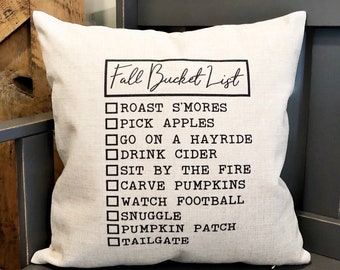 Fall Bucket List
ROAST S'MORES
PICK APPLES
GO ON A HAYRIDE
DRINK CIDER
SIT BY THE FIRE
CARVE PUMPKINS
WATCH FOOTBALL
SNUGGLE
PUMPKIN PATCH
TAILGATE